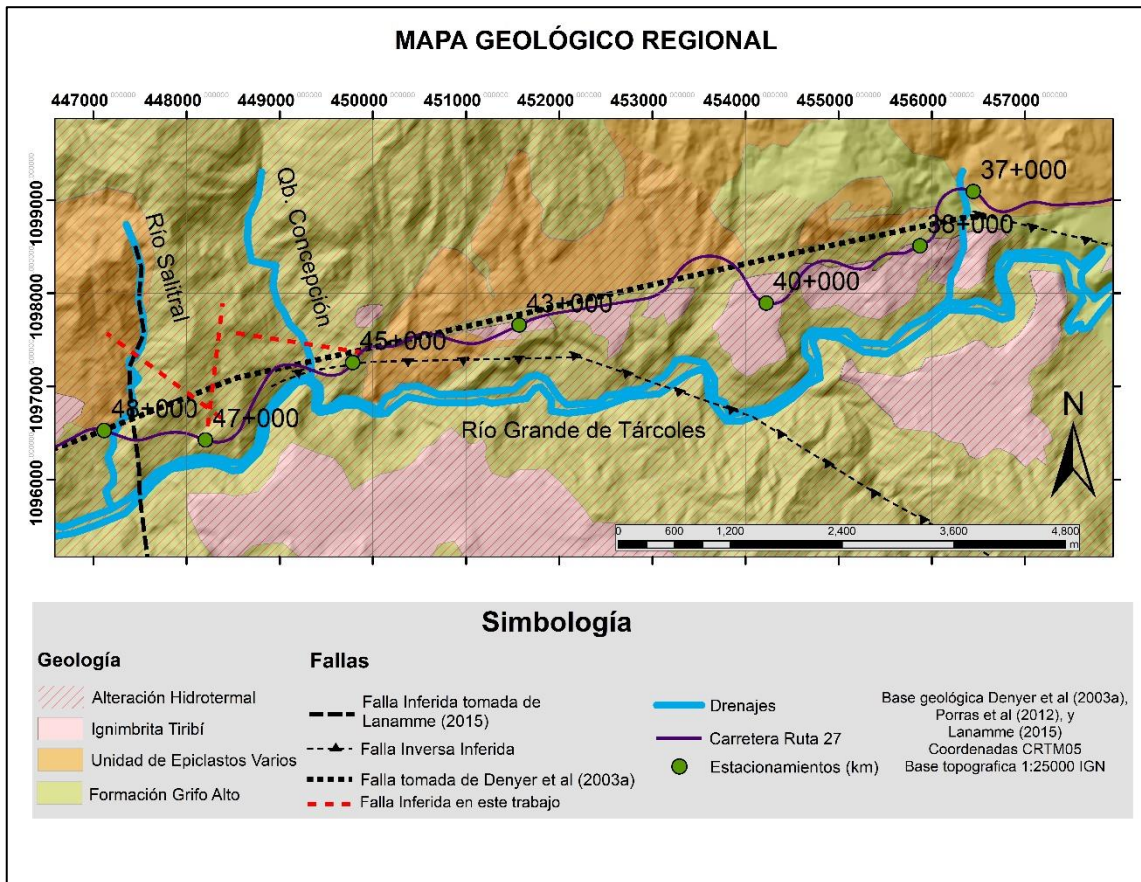 MAPA GEOLÓGICO REGIONAL
447000 448000 449000 450000 451000 452000 453000 454000 455000 456000 457000
1099000
1098000
1097000
1096000
Río Salitral
Qb. Concepción
37+000
38+000
40+000
43+000
45+000
47+000
48+000
Río Grande de Tárcoles
N
0 600 1,200 2,400 3,600 4,800
m
Simbología
Geología
Alteración Hidrotermal
Ignimbrita Tiribí
Unidad de Epiclastos Varios
Formación Grifo Alto
Fallas
Falla Inferida tomada de
Lanamme (2015)
Falla Inversa Inferida
Falla tomada de Denyer et al (2003a)
Falla Inferida en este trabajo
Drenajes
Carretera Ruta 27
Estacionamientos (km)
Base geológica Denyer et al (2003a),
Porras et al (2012), y
Lanamme (2015)
Coordenadas CRTM05
Base topografica 1:25000 IGN